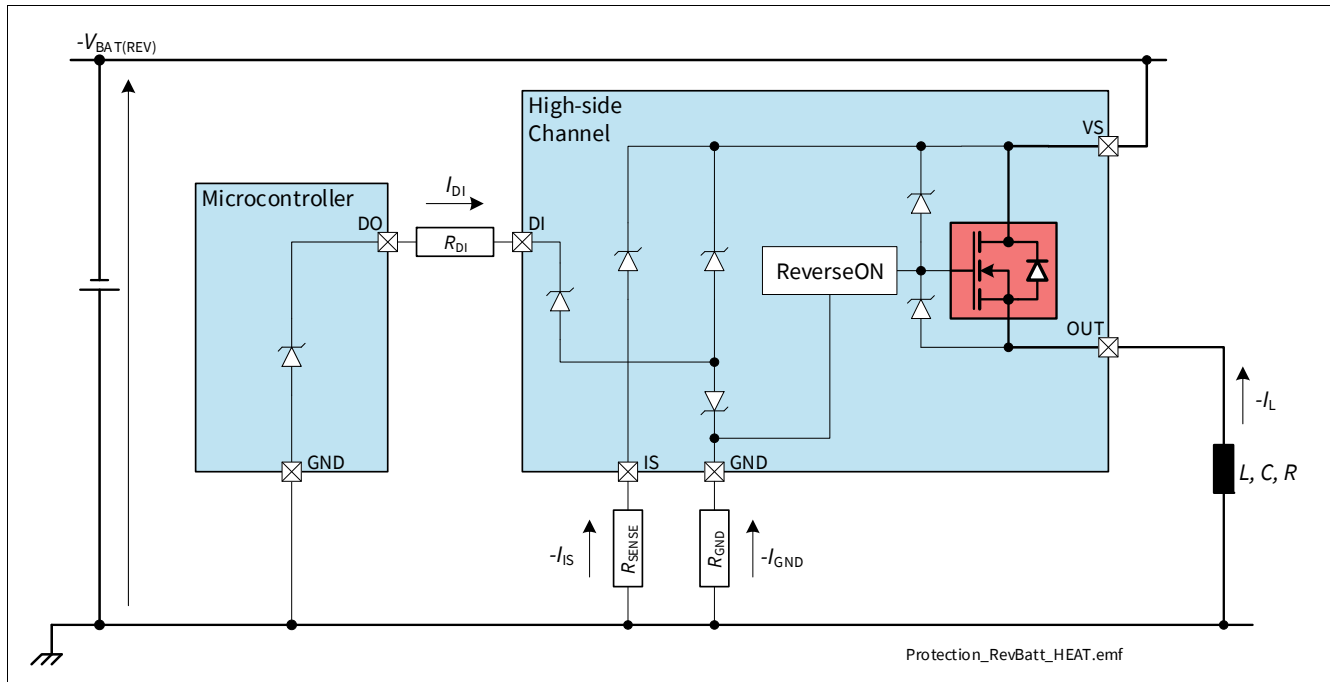 -VBAT(REV)
High-side
Channel
VS
Microcontroller
IDI
DO
RDI
DI
ReverseON
OUT
-IL
GND
IS
GND
L, C, R
-IIS
RSENSE
RGND
-IGND
Protection_RevBatt_HEAT.emf